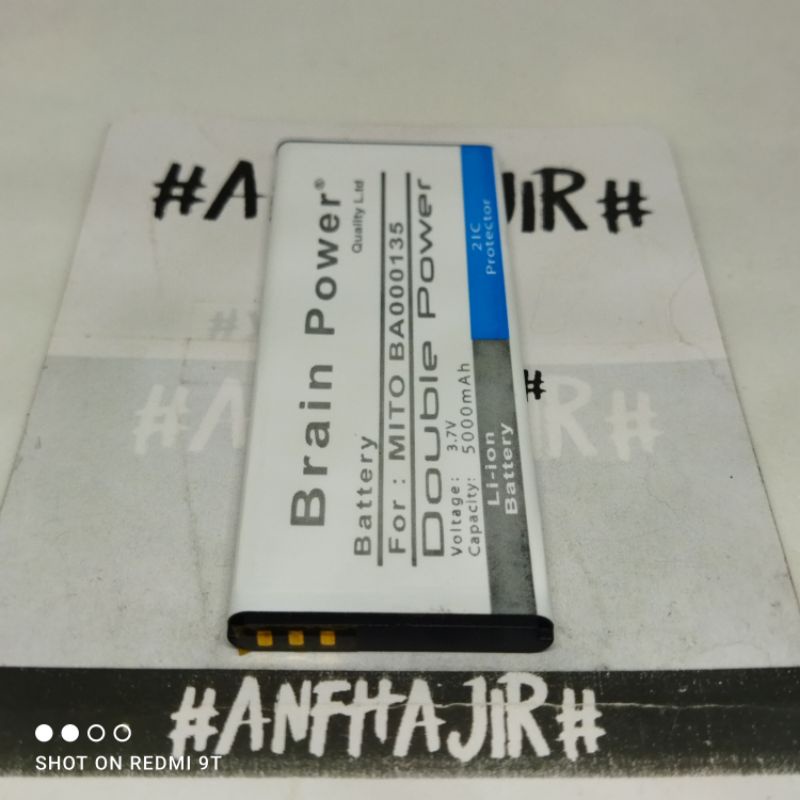 #A JIR#
Brain Power®
Quality Ltd
Battery
For : MITO BA000135
Double Power
Voltage: 3.7V
Capacity: 5000mAh
2IC
Protector
Li-ion
Battery
#ANFHAJIR#
SHOT ON REDMI 9T